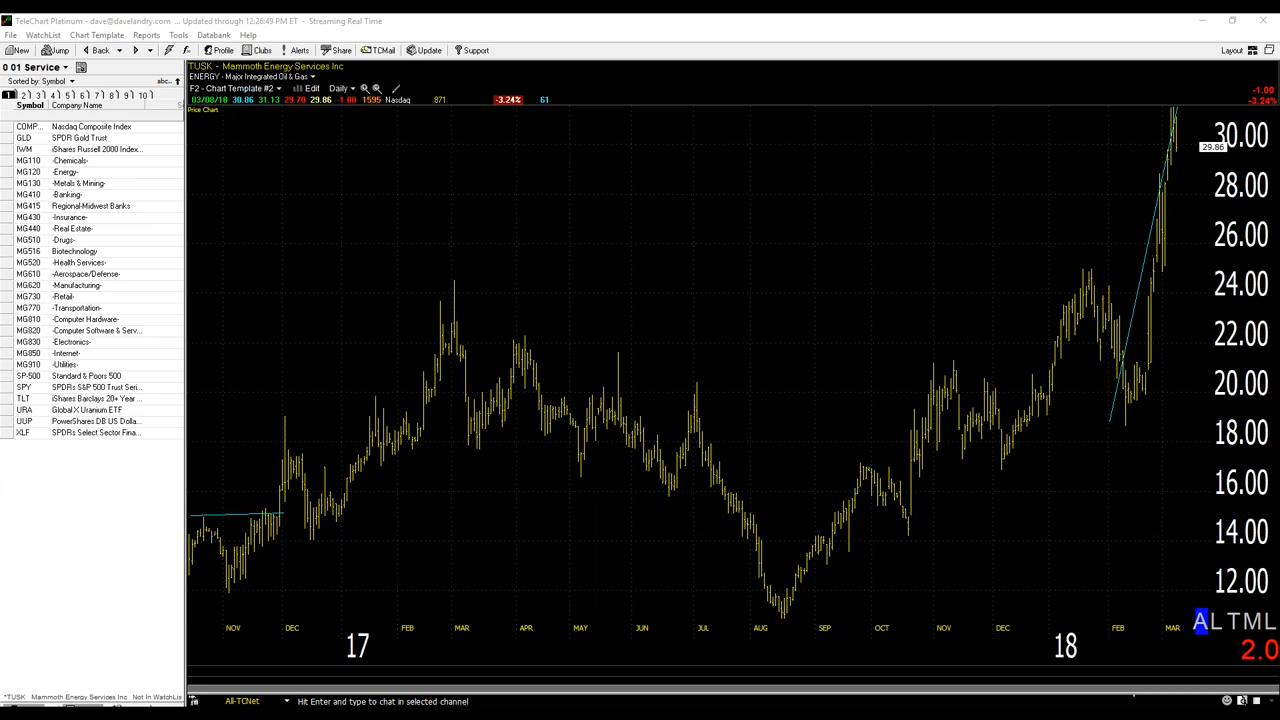 TeleChart Platinum - dave@davelandry.com ... Updated through 12:26:49 PM ET - Streaming Real Time
File WatchList Chart Template Reports Tools Databank Help
New Jump Back Profile Clubs Alerts Share TCMail Update Support Layout
0 01 Service
Sorted by: Symbol abc..
1 2 3 4 5 6 7 8 9 10
Symbol Company Name
COMP... Nasdaq Composite Index
GLD SPDR Gold Trust
IWM iShares Russell 2000 Index...
MG110 -Chemicals-
MG120 -Energy-
MG130 -Metals & Mining-
MG410 -Banking-
MG415 Regional-Midwest Banks
MG430 -Insurance-
MG440 -Real Estate-
MG510 -Drugs-
MG516 Biotechnology
MG520 -Health Services-
MG610 -Aerospace/Defense-
MG620 -Manufacturing-
MG730 -Retail-
MG770 -Transportation-
MG810 -Computer Hardware-
MG820 -Computer Software & Serv...
MG830 -Electronics-
MG850 -Internet-
MG910 -Utilities-
SP-500 Standard & Poors 500
SPY SPDRs S&P 500 Trust Seri...
TLT iShares Barclays 20+ Year ...
URA Global X Uranium ETF
UUP PowerShares DB US Dolla...
XLF SPDRs Select Sector Fina...
*TUSK Mammoth Energy Services Inc Not In WatchLis
TUSK - Mammoth Energy Services Inc
ENERGY - Major Integrated Oil & Gas
F2 - Chart Template #2 Edit Daily
03/08/18 30.86 31.13 29.70 29.86 -1.00 1595 Nasdaq 871 -3.24% 61
-1.00
-3.24%
Price Chart
30.00
29.86
28.00
26.00
24.00
22.00
20.00
18.00
16.00
14.00
12.00
ALTML
NOV DEC 17 FEB MAR APR MAY JUN JUL AUG SEP OCT NOV DEC 18 FEB MAR
2.0
All-TCNet Hit Enter and type to chat in selected channel